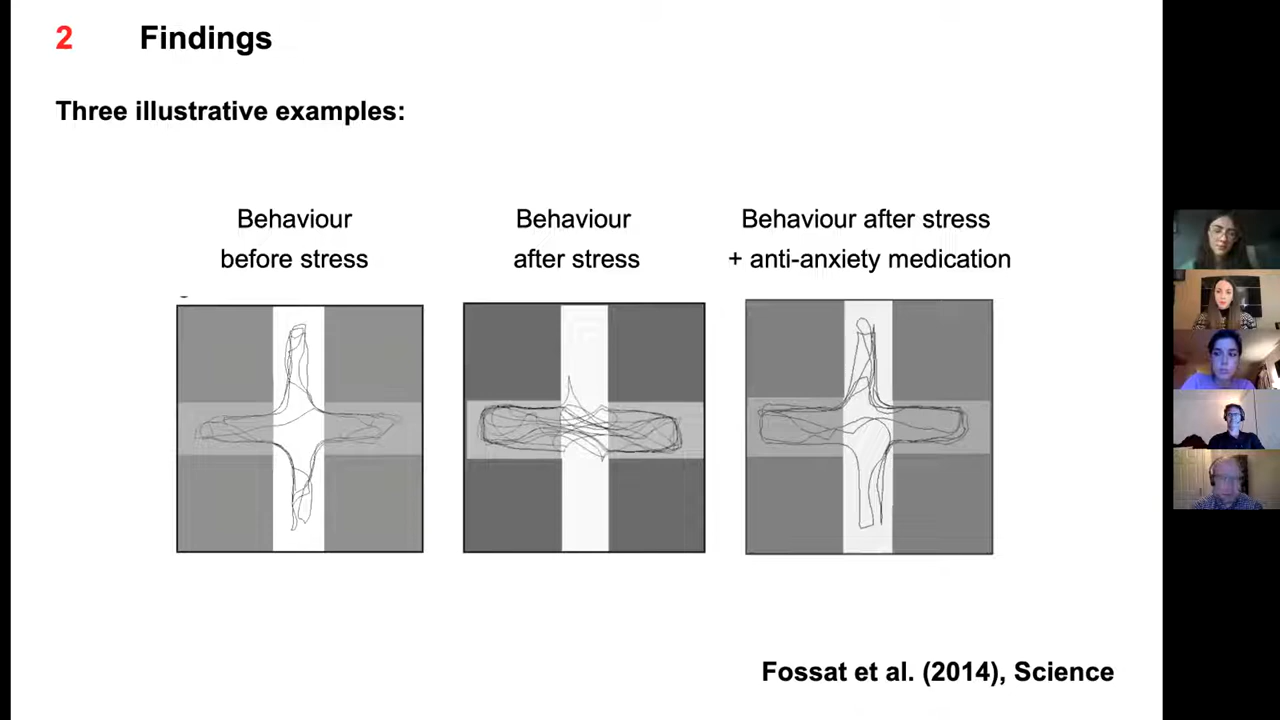 2 Findings
Three illustrative examples:
Behaviour
before stress
Behaviour
after stress
Behaviour after stress
+ anti-anxiety medication
Fossat et al. (2014), Science